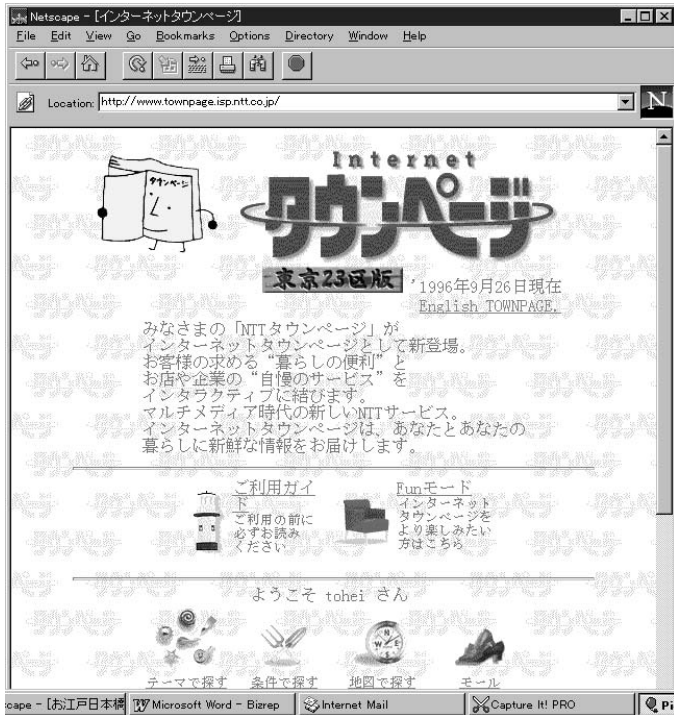 Netscape - [インターネットタウンページ]
File Edit View Go Bookmarks Options Directory Window Help
Location: http://www.townpage.isp.ntt.co.jp/
N
タウンページ
Internet
タウンページ
東京23区版
'1996年9月26日現在
English TOWNPAGE.
みなさまの「NTTタウンページ」が
インターネットタウンページとして新登場。
お客様の求める“暮らしの便利”と
お店や企業の“自慢のサービス”を
インタラクティブに結びます。
マルチメディア時代の新しいNTTサービス。
インターネットタウンページは、あなたとあなたの
暮らしに新鮮な情報をお届けします。
ご利用ガイ
ド
ご利用の前に
必ずお読み
ください
Funモード
インターネット
タウンページを
より楽しみたい
方はこちら
ようこそ tohei さん
テーマで探す 条件で探す 地図で探す モール
cape - [お江戸日本橋 Microsoft Word - Bizrep Internet Mail Capture It! PRO Pi